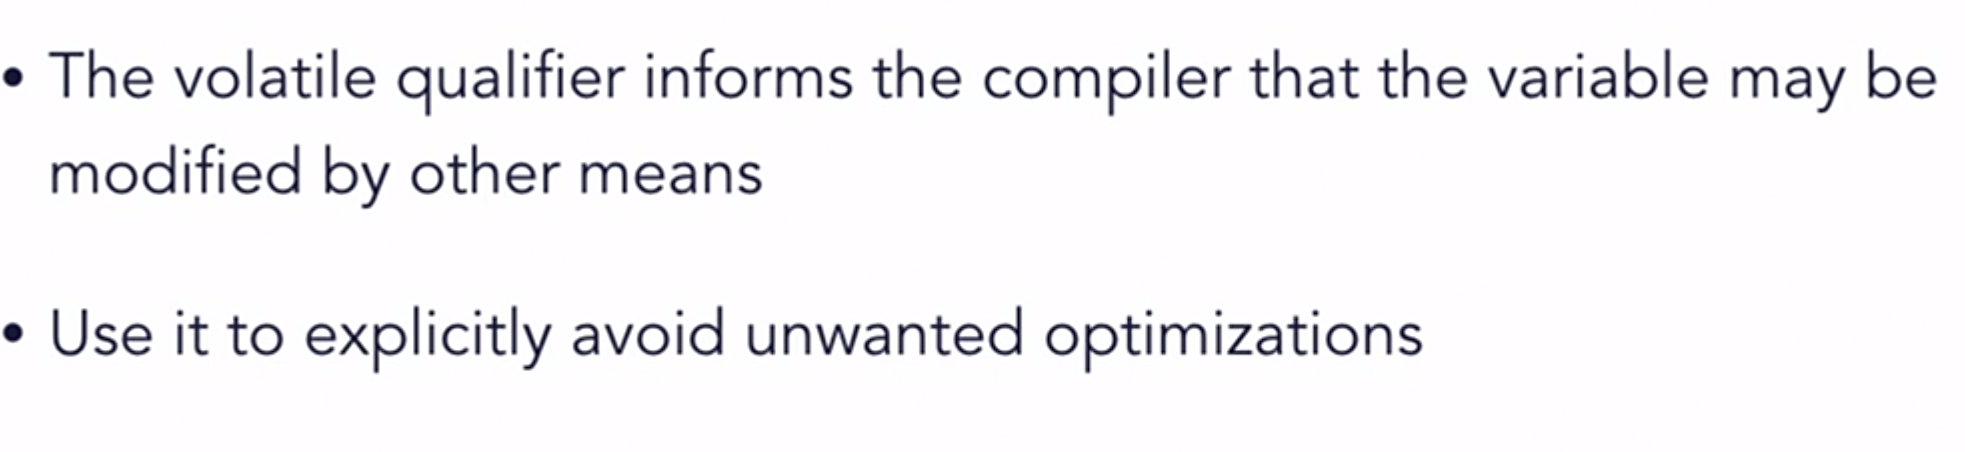 • The volatile qualifier informs the compiler that the variable may be
modified by other means
• Use it to explicitly avoid unwanted optimizations